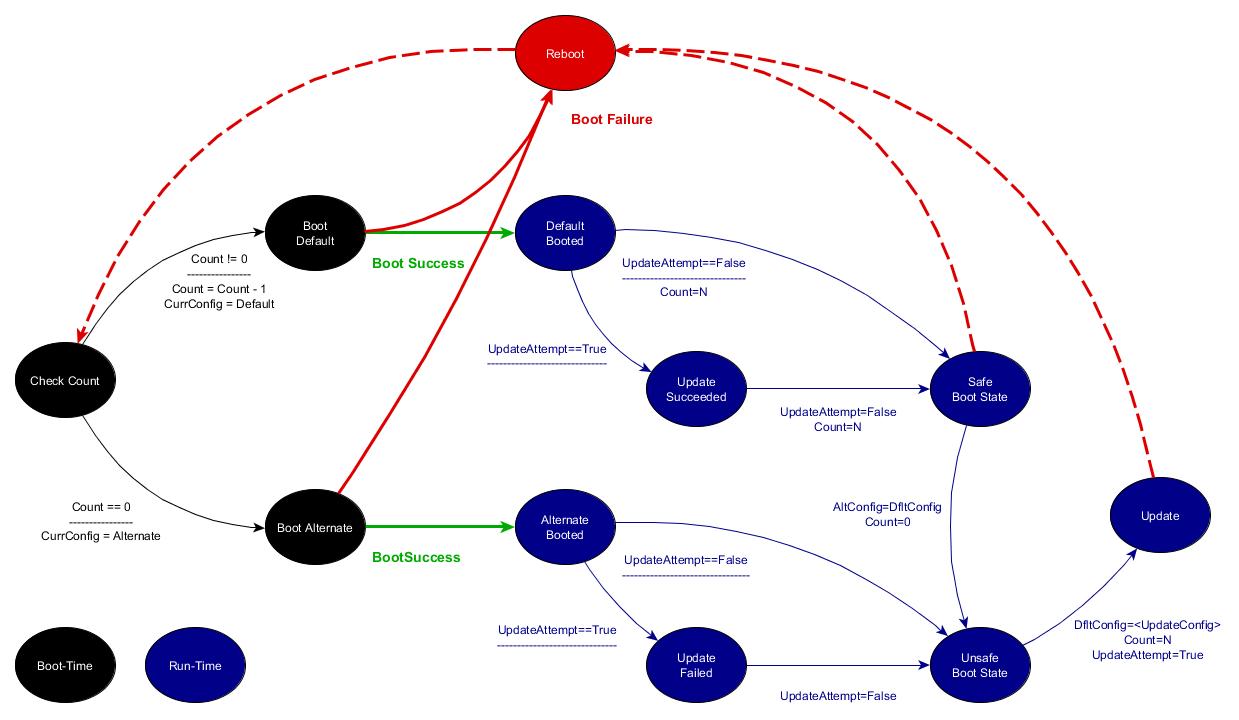 Reboot
Boot Failure
Boot
Default
Default
Booted
Count != 0
----------------
Count = Count - 1
CurrConfig = Default
Boot Success
UpdateAttempt==False
-------------------------------
Count=N
UpdateAttempt==True
------------------------------
Check Count
Update
Succeeded
UpdateAttempt=False
Count=N
Safe
Boot State
Count == 0
----------------
CurrConfig = Alternate
Boot Alternate
BootSuccess
Alternate
Booted
UpdateAttempt==False
--------------------------------
AltConfig=DfltConfig
Count=0
Update
UpdateAttempt==True
------------------------------
Update
Failed
UpdateAttempt=False
Unsafe
Boot State
DfltConfig=<UpdateConfig>
Count=N
UpdateAttempt=True
Boot-Time
Run-Time